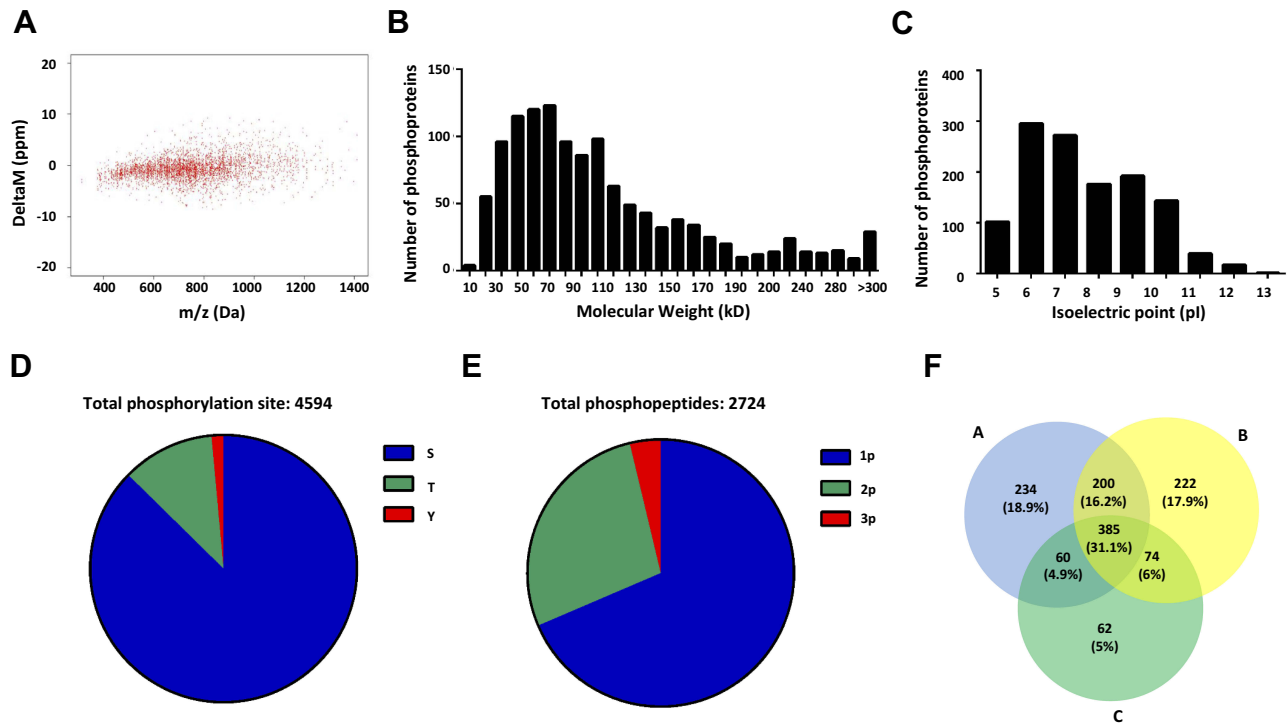 A
20
10
0
-10
-20
DeltaM (ppm)
400 600 800 1000 1200 1400
m/z (Da)
B
150
100
50
0
Number of phosphoproteins
10 30 50 70 90 110 130 150 170 190 200 240 280 >300
Molecular Weight (kD)
C
400
300
200
100
0
Number of phosphoproteins
5 6 7 8 9 10 11 12 13
Isoelectric point (pI)
D
Total phosphorylation site: 4594
S
T
Y
E
Total phosphopeptides: 2724
1p
2p
3p
F
A
B
234
(18.9%)
200
(16.2%)
222
(17.9%)
385
(31.1%)
60
(4.9%)
74
(6%)
62
(5%)
C